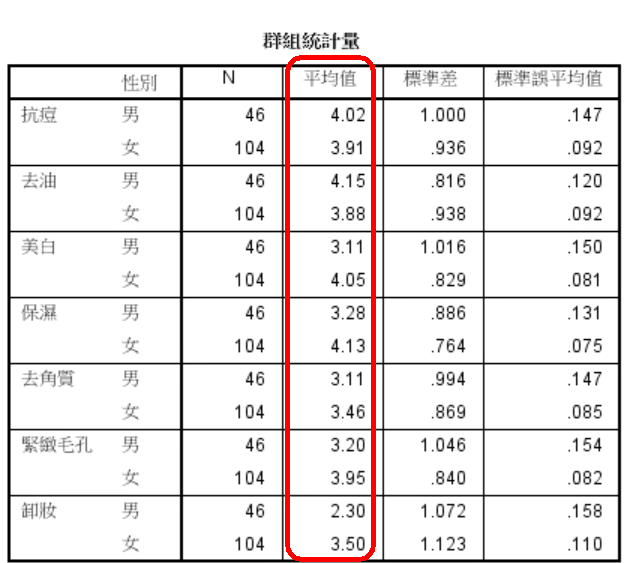 群組統計量
性別 N 平均值 標準差 標準誤平均值
抗痘 男 46 4.02 1.000 .147
女 104 3.91 .936 .092
去油 男 46 4.15 .816 .120
女 104 3.88 .938 .092
美白 男 46 3.11 1.016 .150
女 104 4.05 .829 .081
保濕 男 46 3.28 .886 .131
女 104 4.13 .764 .075
去角質 男 46 3.11 .994 .147
女 104 3.46 .869 .085
緊緻毛孔 男 46 3.20 1.046 .154
女 104 3.95 .840 .082
卸妝 男 46 2.30 1.072 .158
女 104 3.50 1.123 .110